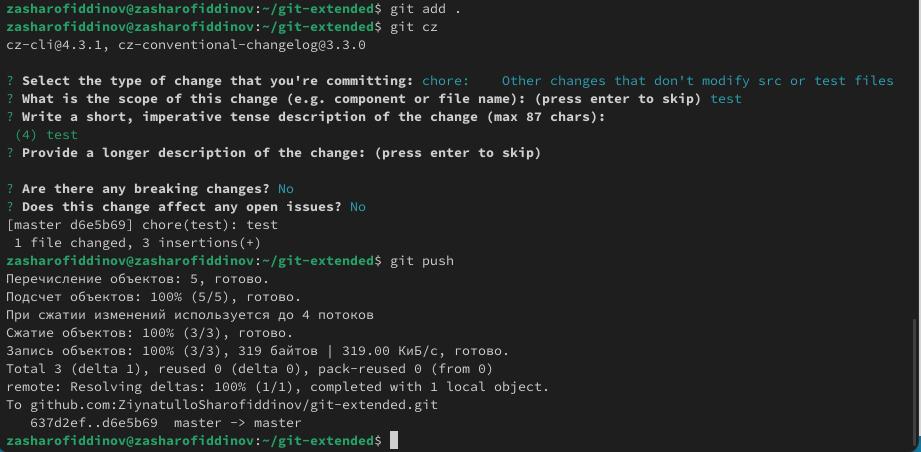 zasharofiddinov@zasharofiddinov:~/git-extended$ git add .
zasharofiddinov@zasharofiddinov:~/git-extended$ git cz
cz-cli@4.3.1, cz-conventional-changelog@3.3.0
? Select the type of change that you're committing: chore:    Other changes that don't modify src or test files
? What is the scope of this change (e.g. component or file name): (press enter to skip) test
? Write a short, imperative tense description of the change (max 87 chars):
(4) test
? Provide a longer description of the change: (press enter to skip)
? Are there any breaking changes? No
? Does this change affect any open issues? No
[master d6e5b69] chore(test): test
1 file changed, 3 insertions(+)
zasharofiddinov@zasharofiddinov:~/git-extended$ git push
Перечисление объектов: 5, готово.
Подсчет объектов: 100% (5/5), готово.
При сжатии изменений используется до 4 потоков
Сжатие объектов: 100% (3/3), готово.
Запись объектов: 100% (3/3), 319 байтов | 319.00 КиБ/с, готово.
Total 3 (delta 1), reused 0 (delta 0), pack-reused 0 (from 0)
remote: Resolving deltas: 100% (1/1), completed with 1 local object.
To github.com:ZiynatulloSharofiddinov/git-extended.git
637d2ef..d6e5b69  master -> master
zasharofiddinov@zasharofiddinov:~/git-extended$